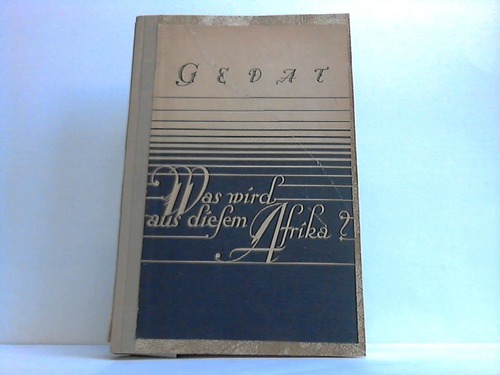 GEDAT
Was wird
aus diesem Afrika?